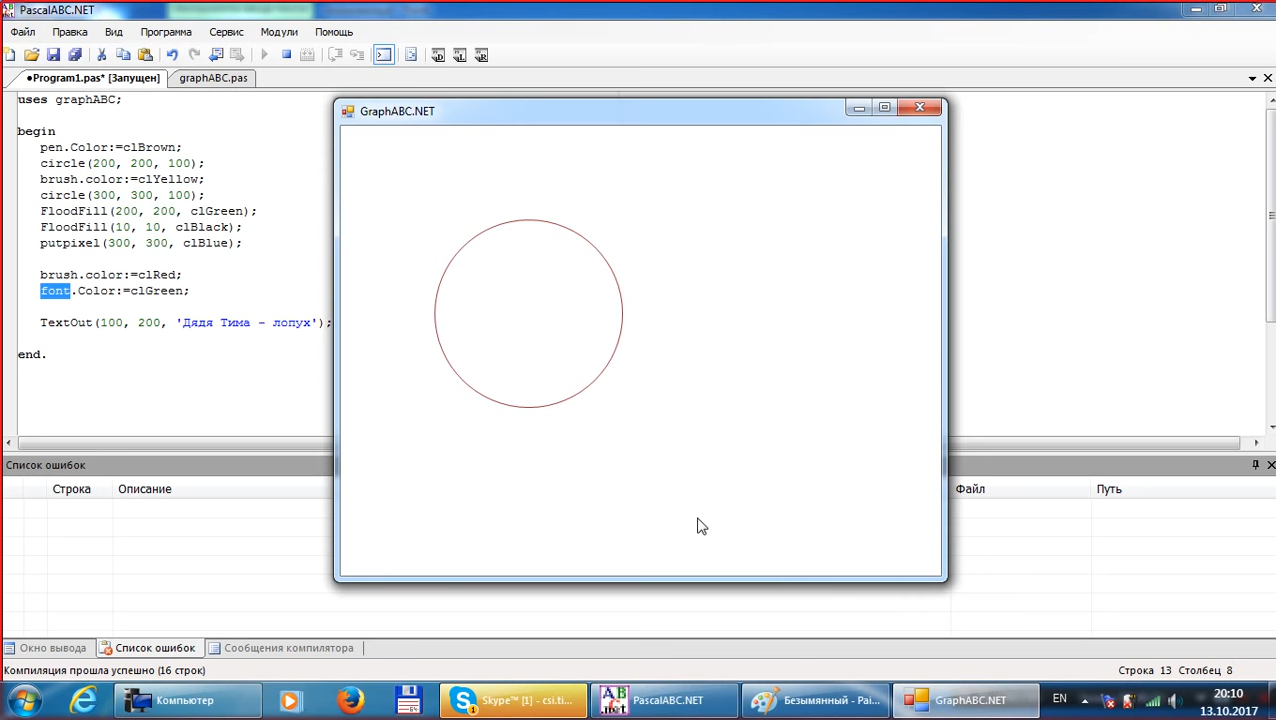 PascalABC.NET
Файл Правка Вид Программа Сервис Модули Помощь
•Program1.pas* [Запущен] graphABC.pas
uses graphABC;
begin
pen.Color:=clBrown;
circle(200, 200, 100);
brush.color:=clYellow;
circle(300, 300, 100);
FloodFill(200, 200, clGreen);
FloodFill(10, 10, clBlack);
putpixel(300, 300, clBlue);
brush.color:=clRed;
font.Color:=clGreen;
TextOut(100, 200, 'Дядя Тима - лопух');
end.
GraphABC.NET
Список ошибок
Строка Описание Файл Путь
Окно вывода Список ошибок Сообщения компилятора
Компиляция прошла успешно (16 строк) Строка 13 Столбец 8
Компьютер Skype™ [1] - csi.ti... PascalABC.NET Безымянный - Pai... GraphABC.NET EN 20:10
13.10.2017